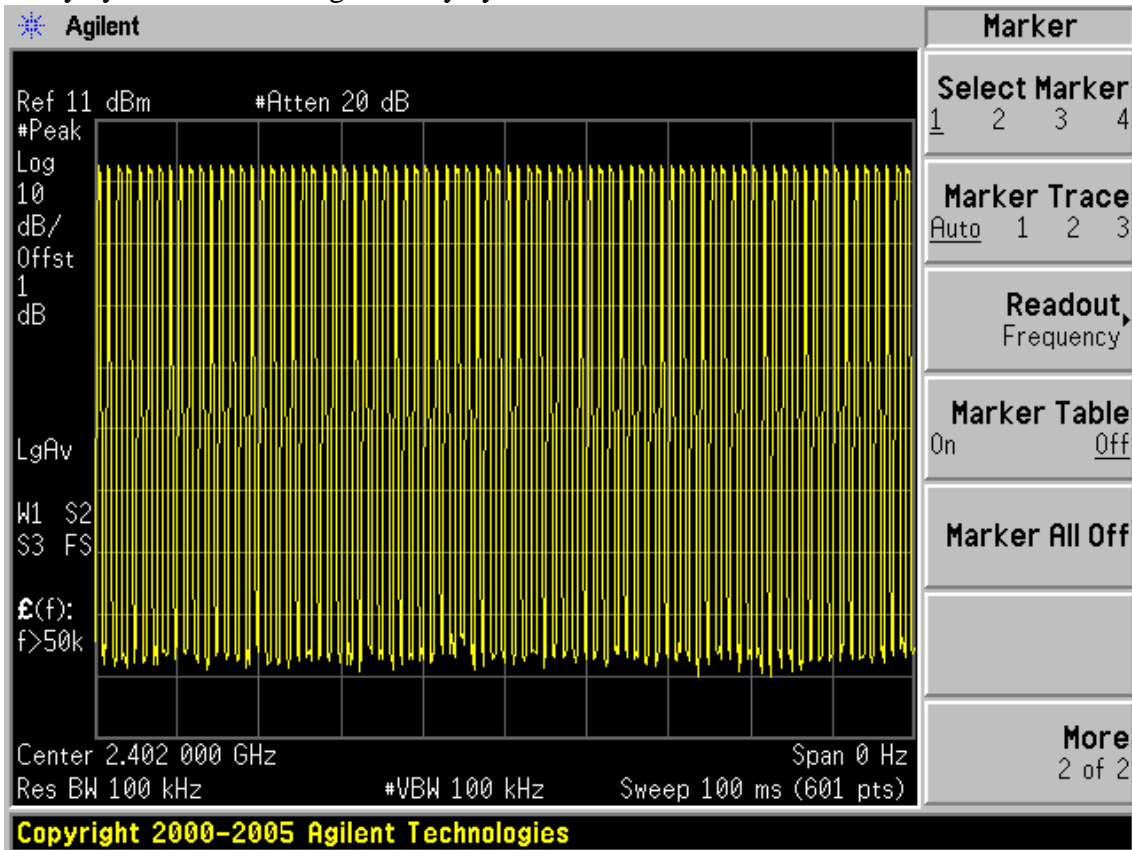 Agilent
Ref 11 dBm #Atten 20 dB
#Peak
Log
10
dB/
Offst
1
dB
LgAv
W1 S2
S3 FS
£(f):
f>50k
Center 2.402 000 GHz Span 0 Hz
Res BW 100 kHz #VBW 100 kHz Sweep 100 ms (601 pts)
Copyright 2000-2005 Agilent Technologies
Marker
Select Marker
1 2 3 4
Marker Trace
Auto 1 2 3
Readout
Frequency
Marker Table
On Off
Marker All Off
More
2 of 2